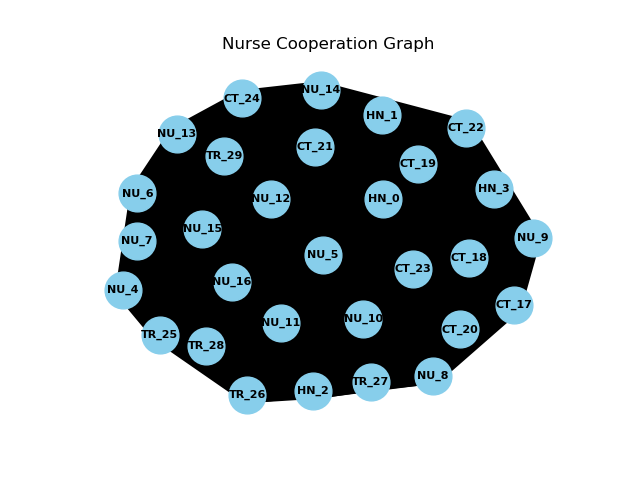 Nurse Cooperation Graph
NU_14
CT_24
HN_1
CT_22
NU_13
CT_21
TR_29
CT_19
HN_3
NU_6
NU_12
HN_0
NU_15
NU_9
NU_7
NU_5
CT_18
CT_23
NU_16
NU_4
CT_17
NU_10
NU_11
CT_20
TR_25
TR_28
NU_8
TR_27
HN_2
TR_26